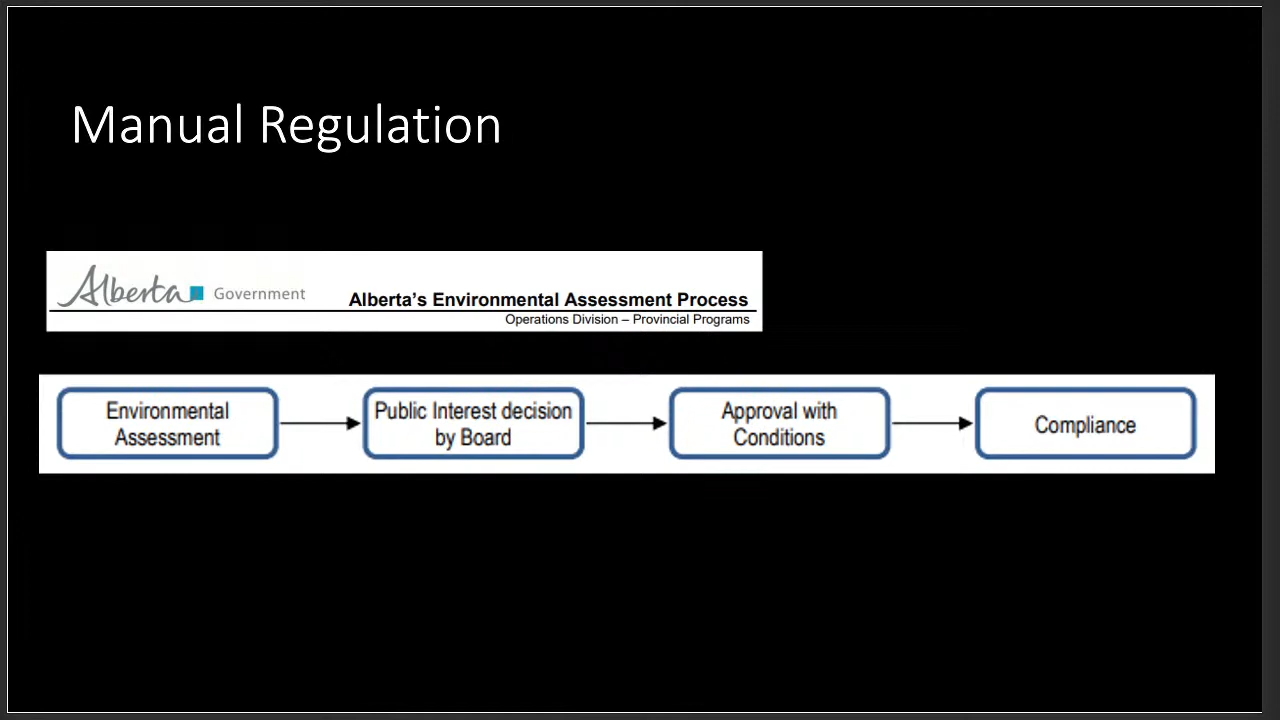 Manual Regulation
Alberta Government
Alberta's Environmental Assessment Process
Operations Division – Provincial Programs
Environmental
Assessment
Public Interest decision
by Board
Approval with
Conditions
Compliance